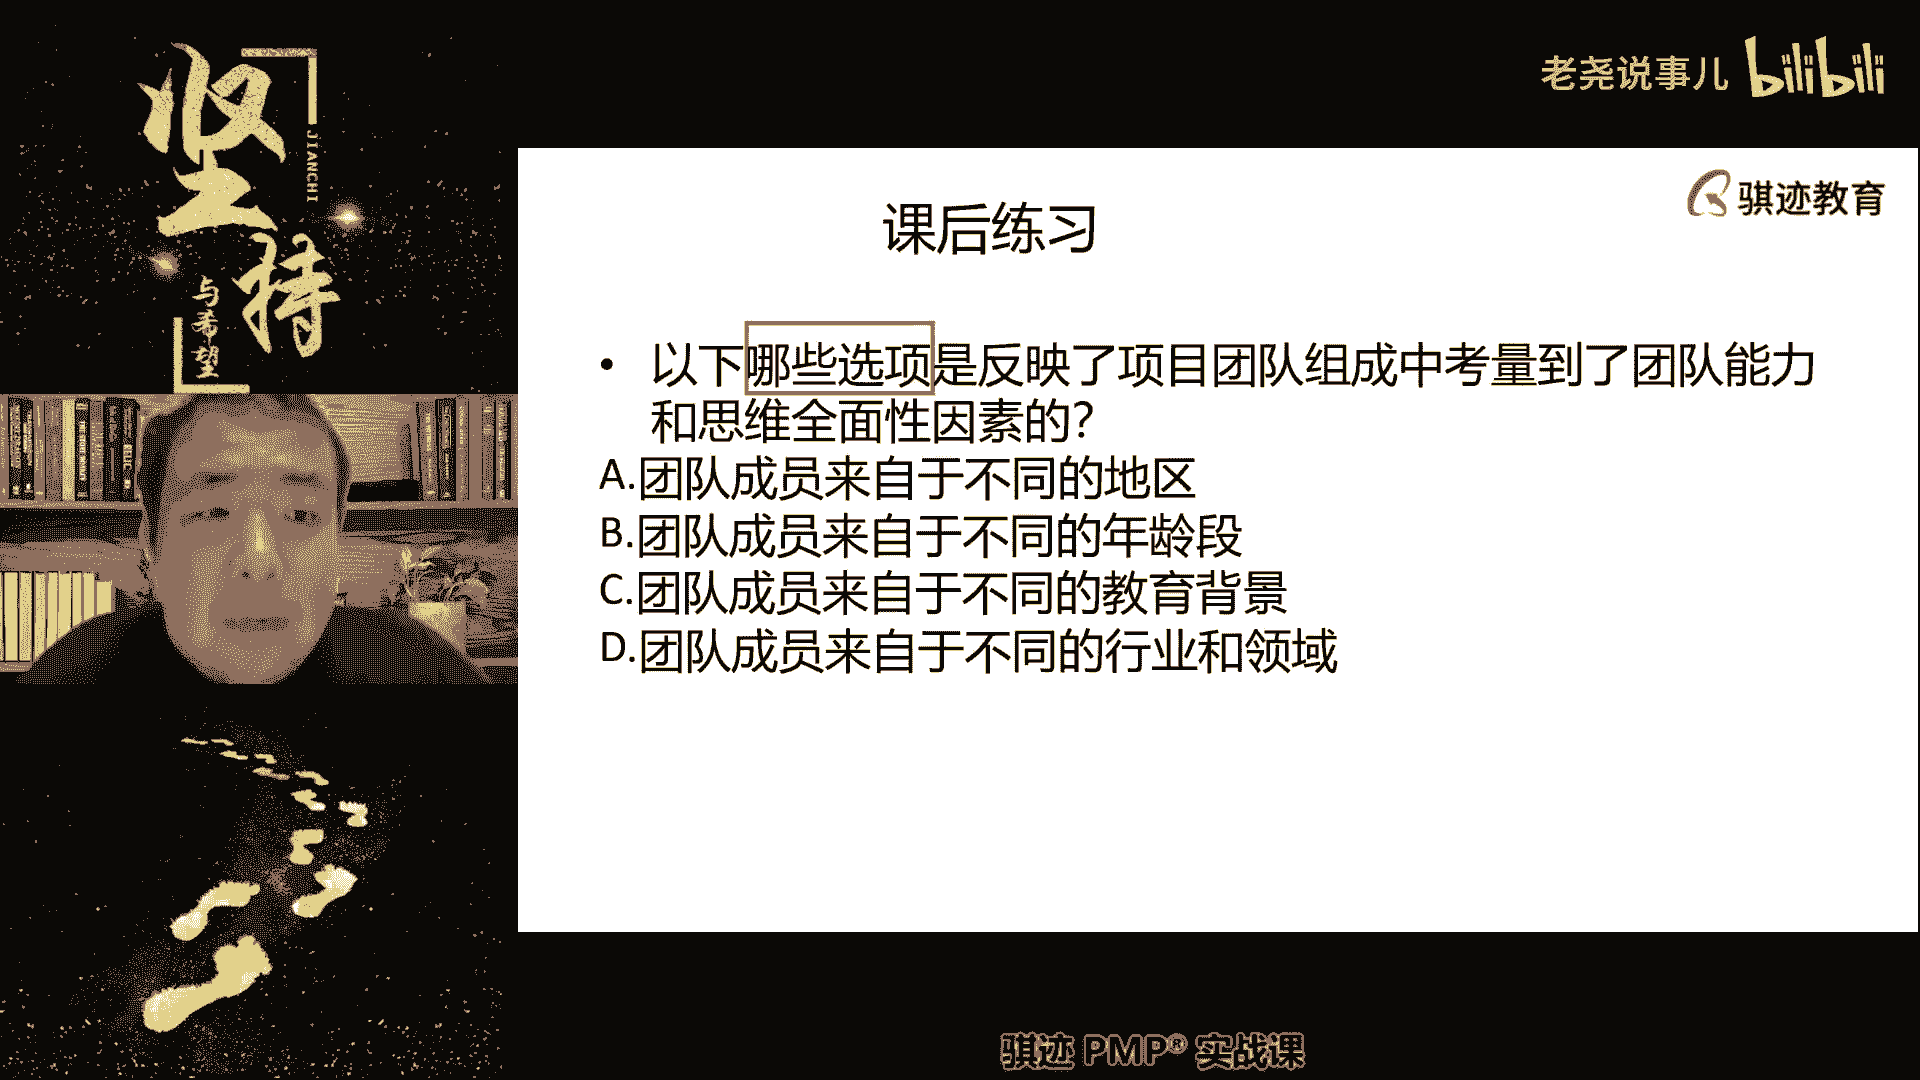 坚持
JIANCHI
与希望
老尧说事儿 bilibili
骐迹教育
课后练习
• 以下哪些选项是反映了项目团队组成中考量到了团队能力
和思维全面性因素的?
A.团队成员来自于不同的地区
B.团队成员来自于不同的年龄段
C.团队成员来自于不同的教育背景
D.团队成员来自于不同的行业和领域
骐迹 PMP® 实战课